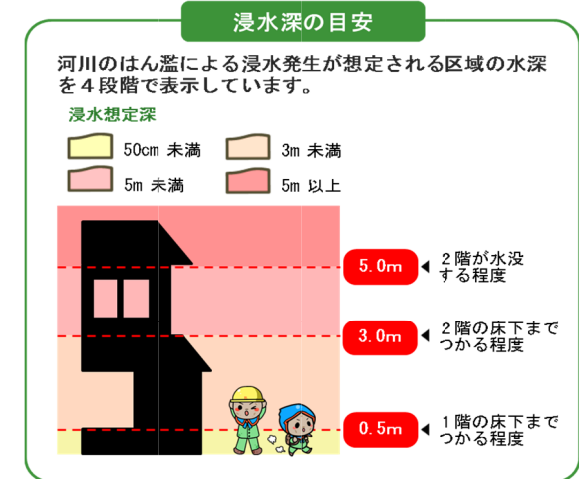 浸水深の目安
河川のはん濫による浸水発生が想定される区域の水深
を４段階で表示しています。
浸水想定深
50cm 未満
3m 未満
5m 未満
5m 以上
5.0m
２階が水没
する程度
3.0m
２階の床下まで
つかる程度
0.5m
１階の床下まで
つかる程度